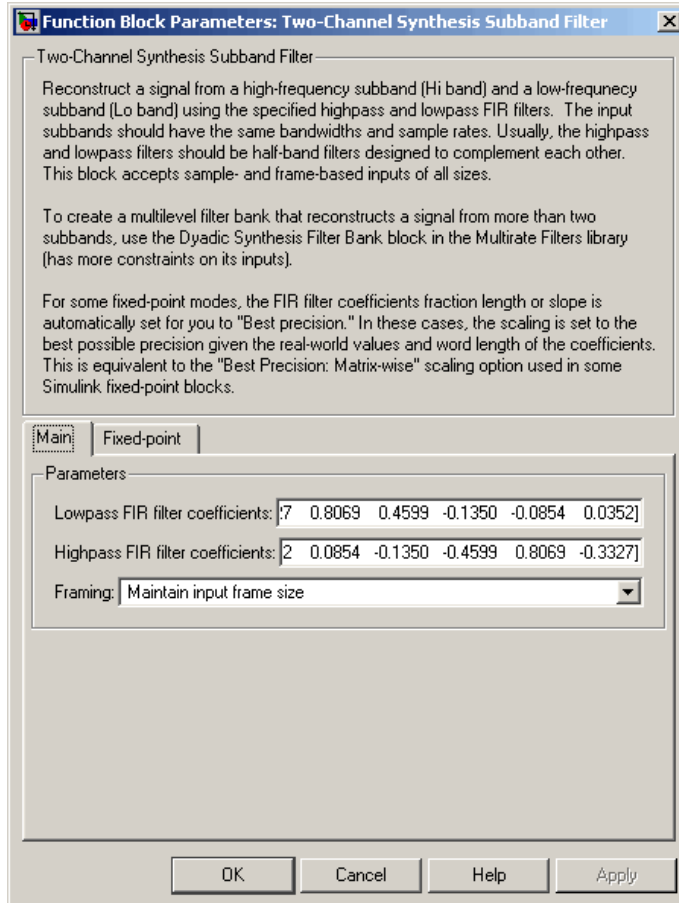 Function Block Parameters: Two-Channel Synthesis Subband Filter
Two-Channel Synthesis Subband Filter
Reconstruct a signal from a high-frequency subband (Hi band) and a low-frequnecy
subband (Lo band) using the specified highpass and lowpass FIR filters.  The input
subbands should have the same bandwidths and sample rates. Usually, the highpass
and lowpass filters should be half-band filters designed to complement each other.
This block accepts sample- and frame-based inputs of all sizes.
To create a multilevel filter bank that reconstructs a signal from more than two
subbands, use the Dyadic Synthesis Filter Bank block in the Multirate Filters library
(has more constraints on its inputs).
For some fixed-point modes, the FIR filter coefficients fraction length or slope is
automatically set for you to "Best precision." In these cases, the scaling is set to the
best possible precision given the real-world values and word length of the coefficients.
This is equivalent to the "Best Precision: Matrix-wise" scaling option used in some
Simulink fixed-point blocks.
Main Fixed-point
Parameters
Lowpass FIR filter coefficients: 7 0.8069 0.4599 -0.1350 -0.0854 0.0352]
Highpass FIR filter coefficients: 2 0.0854 -0.1350 -0.4599 0.8069 -0.3327]
Framing: Maintain input frame size
OK Cancel Help Apply